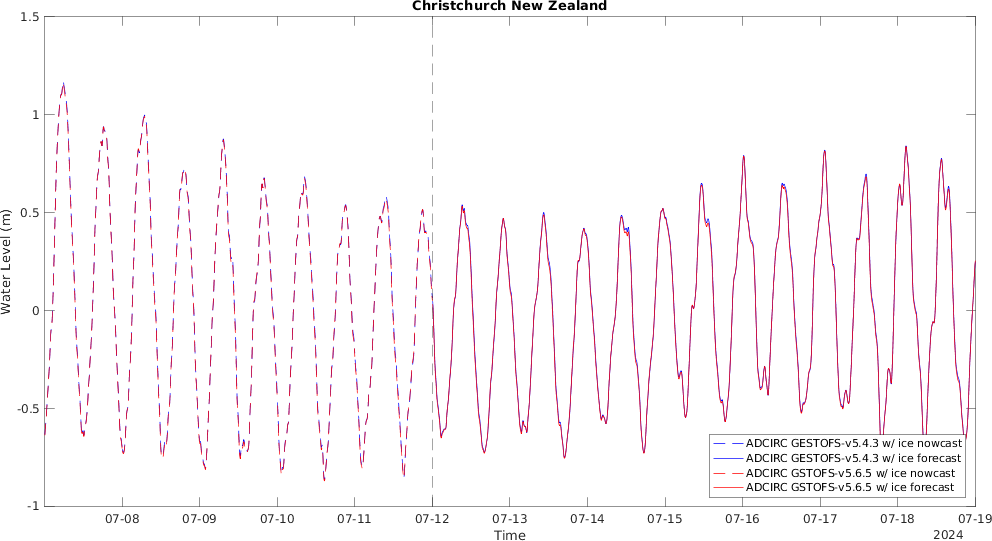 Christchurch New Zealand
1.5
1
0.5
0
-0.5
-1
Water Level (m)
07-08
07-09
07-10
07-11
07-12
07-13
07-14
07-15
07-16
07-17
07-18
07-19
Time
2024
ADCIRC GESTOFS-v5.4.3 w/ ice nowcast
ADCIRC GESTOFS-v5.4.3 w/ ice forecast
ADCIRC GSTOFS-v5.6.5 w/ ice nowcast
ADCIRC GSTOFS-v5.6.5 w/ ice forecast